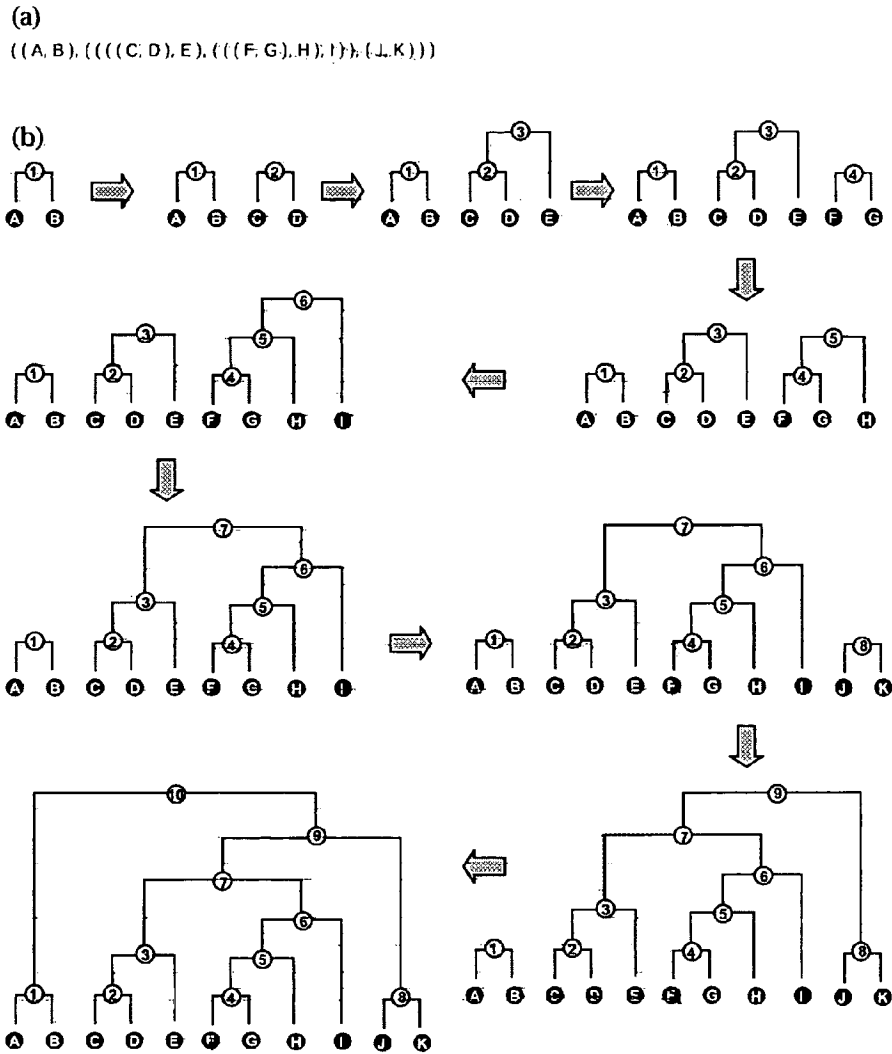 (a)
((A,B),((((C,D),E),(((F,G),H),I)),(J,K)))
(b)
1
A B
1 2
A B C D
3
1 2
A B C D E
3
1 2 4
A B C D E F G
6
3 5
1 2 4
A B C D E F G H I
3 5
1 2 4
A B C D E F G H
7
6
3 5
1 2 4
A B C D E F G H I
7
6
3 5
1 2 4 8
A B C D E F G H I J K
10
9
7
6
3 5
1 2 4 8
A B C D E F G H I J K
9
7
6
3 5
1 2 4 8
A B C D E F G H I J K